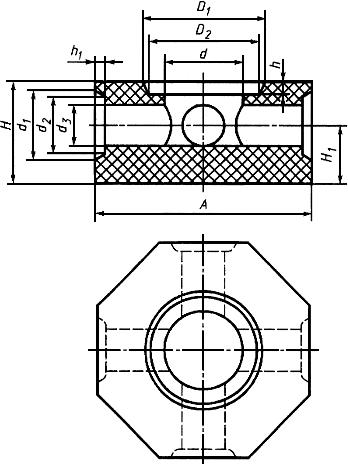 D₁
D₂
h₁
d
h
H
d₁
d₂
d₃
H₁
A